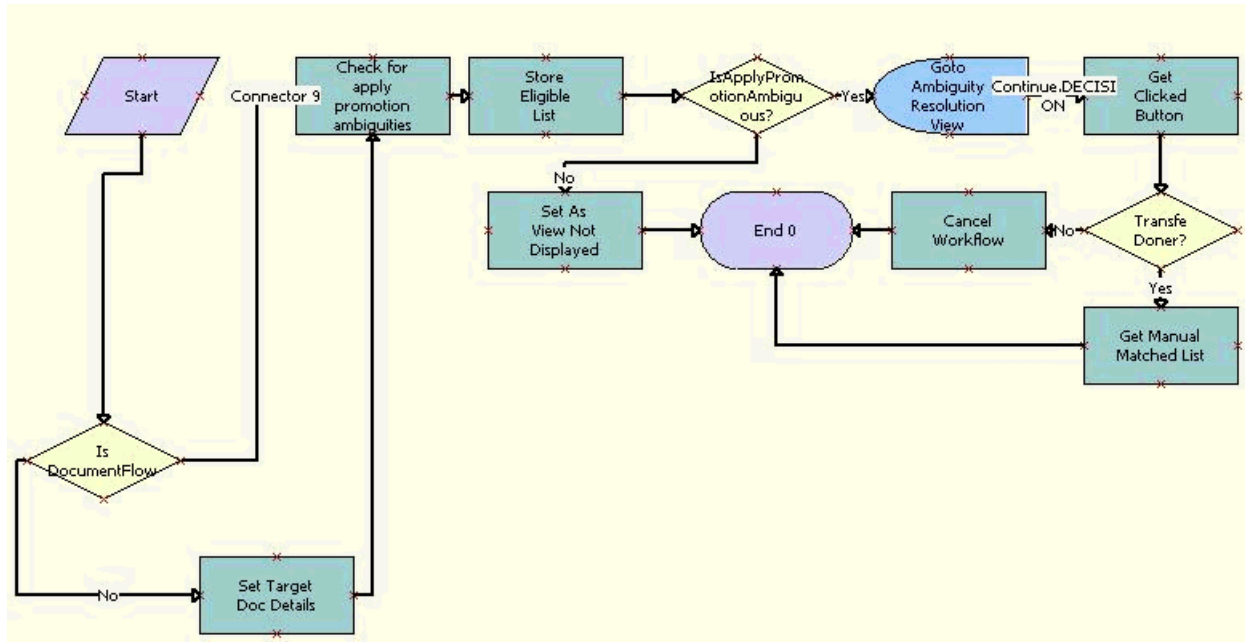 Start
Connector 9
Check for
apply
promotion
ambiguities
Store
Eligible
List
IsApplyProm
otionAmbigu
ous?
Yes
Goto
Ambiguity
Resolution
View
Continue.DECISI
ON
Get
Clicked
Button
No
Set As
View Not
Displayed
End 0
Cancel
Workflow
No
Transfe
Doner?
Yes
Get Manual
Matched List
Is
DocumentFlow
No
Set Target
Doc Details